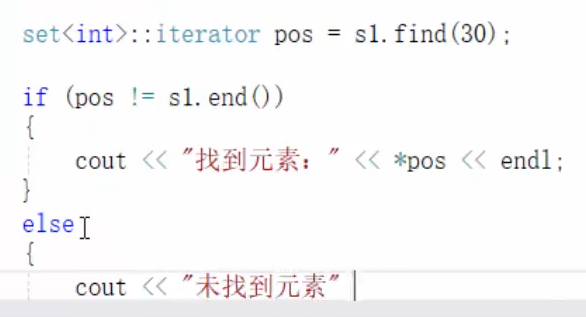 set<int>::iterator pos = s1.find(30);
if (pos != s1.end())
{
cout << "找到元素：" << *pos << endl;
}
else
{
cout << "未找到元素"